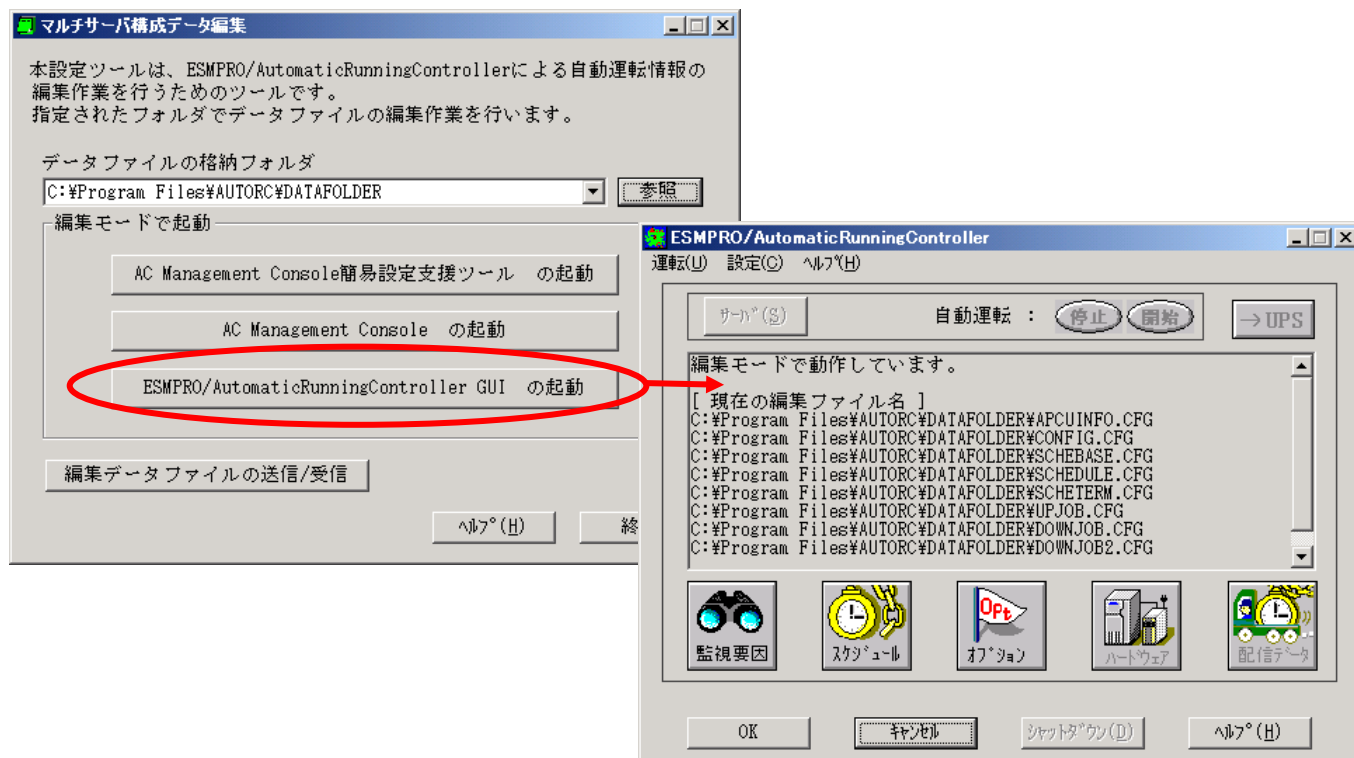 マルチサーバ構成データ編集
本設定ツールは、ESMPRO/AutomaticRunningControllerによる自動運転情報の
編集作業を行うためのツールです。
指定されたフォルダでデータファイルの編集作業を行います。
データファイルの格納フォルダ
C:¥Program Files¥AUTORC¥DATAFOLDER
参照
編集モードで起動
AC Management Console簡易設定支援ツール の起動
AC Management Console の起動
ESMPRO/AutomaticRunningController GUI の起動
編集データファイルの送信/受信
ヘルプ(H)
終
ESMPRO/AutomaticRunningController
運転(U) 設定(C) ヘルプ(H)
サーバ(S)
自動運転 :
停止
開始
→UPS
編集モードで動作しています。
[ 現在の編集ファイル名 ]
C:¥Program Files¥AUTORC¥DATAFOLDER¥APCUINFO.CFG
C:¥Program Files¥AUTORC¥DATAFOLDER¥CONFIG.CFG
C:¥Program Files¥AUTORC¥DATAFOLDER¥SCHEBASE.CFG
C:¥Program Files¥AUTORC¥DATAFOLDER¥SCHEDULE.CFG
C:¥Program Files¥AUTORC¥DATAFOLDER¥SCHETERM.CFG
C:¥Program Files¥AUTORC¥DATAFOLDER¥UPJOB.CFG
C:¥Program Files¥AUTORC¥DATAFOLDER¥DOWNJOB.CFG
C:¥Program Files¥AUTORC¥DATAFOLDER¥DOWNJOB2.CFG
監視要因
スケジュール
OPt
オプション
ハードウェア
配信データ
OK
キャンセル
シャットダウン(D)
ヘルプ(H)